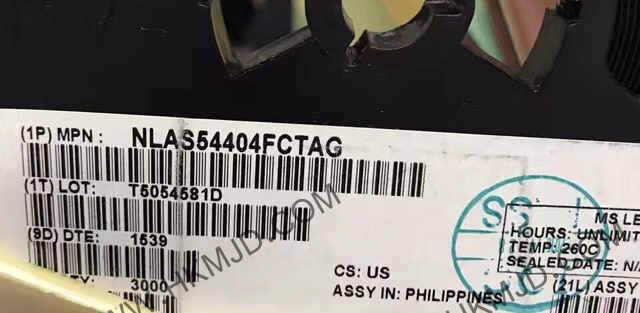 (1P) MPN : NLAS54404FCTAG
(1T) LOT: T5054581D
(9D) DTE: 1539
3000
CS: US
ASSY IN: PHILIPPINES
SC
MS LE
HOURS: UNLIMIT
TEMP: 260C
SEALED DATE: N/
(21L) ASSY
WWW.HKMJD.COM
HKMJD.COM